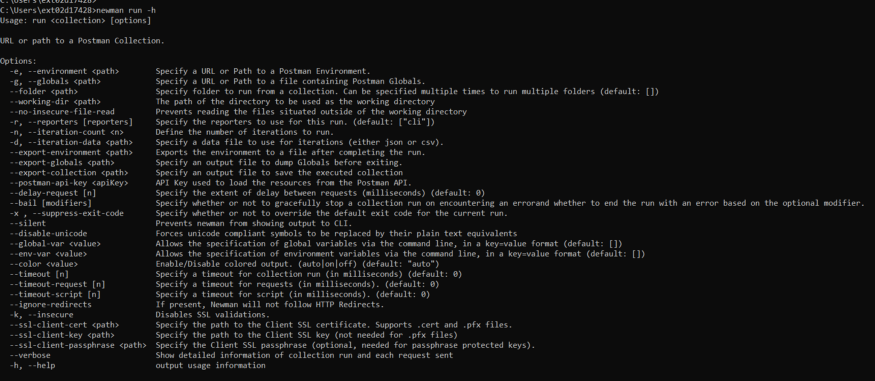 C:\Users\ext02d17428>
C:\Users\ext02d17428>newman run -h
Usage: run <collection> [options]
URL or path to a Postman Collection.
Options:
-e, --environment <path> Specify a URL or Path to a Postman Environment.
-g, --globals <path> Specify a URL or Path to a file containing Postman Globals.
--folder <path> Specify folder to run from a collection. Can be specified multiple times to run multiple folders (default: [])
--working-dir <path> The path of the directory to be used as the working directory
--no-insecure-file-read Prevents reading the files situated outside of the working directory
-r, --reporters [reporters] Specify the reporters to use for this run. (default: ["cli"])
-n, --iteration-count <n> Define the number of iterations to run.
-d, --iteration-data <path> Specify a data file to use for iterations (either json or csv).
--export-environment <path> Exports the environment to a file after completing the run.
--export-globals <path> Specify an output file to dump Globals before exiting.
--export-collection <path> Specify an output file to save the executed collection
--postman-api-key <apiKey> API Key used to load the resources from the Postman API.
--delay-request [n] Specify the extent of delay between requests (milliseconds) (default: 0)
--bail [modifiers] Specify whether or not to gracefully stop a collection run on encountering an errorand whether to end the run with an error based on the optional modifier.
-x , --suppress-exit-code Specify whether or not to override the default exit code for the current run.
--silent Prevents newman from showing output to CLI.
--disable-unicode Forces unicode compliant symbols to be replaced by their plain text equivalents
--global-var <value> Allows the specification of global variables via the command line, in a key=value format (default: [])
--env-var <value> Allows the specification of environment variables via the command line, in a key=value format (default: [])
--color <value> Enable/Disable colored output. (auto|on|off) (default: "auto")
--timeout [n] Specify a timeout for collection run (in milliseconds) (default: 0)
--timeout-request [n] Specify a timeout for requests (in milliseconds). (default: 0)
--timeout-script [n] Specify a timeout for script (in milliseconds). (default: 0)
--ignore-redirects If present, Newman will not follow HTTP Redirects.
-k, --insecure Disables SSL validations.
--ssl-client-cert <path> Specify the path to the Client SSL certificate. Supports .cert and .pfx files.
--ssl-client-key <path> Specify the path to the Client SSL key (not needed for .pfx files)
--ssl-client-passphrase <path> Specify the Client SSL passphrase (optional, needed for passphrase protected keys).
--verbose Show detailed information of collection run and each request sent
-h, --help output usage information